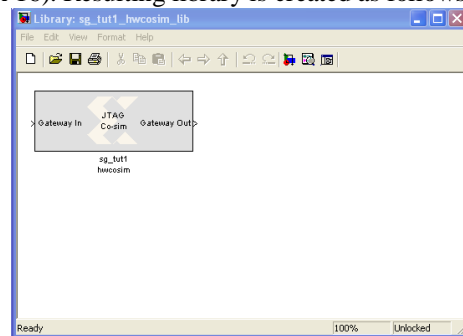 Library: sg_tut1_hwcosim_lib
File Edit View Format Help
Gateway In
JTAG
Co-sim
Gateway Out
sg_tut1
hwcosim
Ready 100% Unlocked